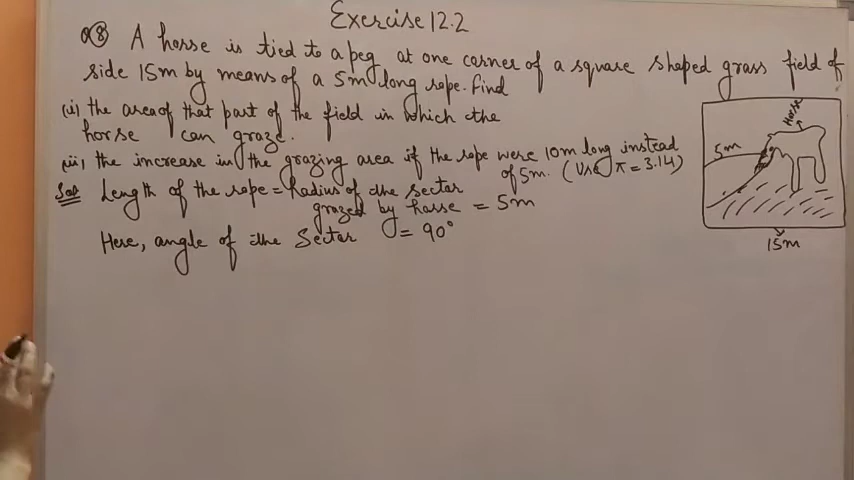 Exercise 12.2
Q8 A horse is tied to a peg at one corner of a square shaped grass field of
side 15m by means of a 5m long rope. Find
(i) the area of that part of the field in which the
horse can graze.
(ii) the increase in the grazing area if the rope were 10m long instead
of 5m. (Use π = 3.14)
Sol Length of the rope = Radius of the sector
grazed by horse = 5m
Here, angle of the Sector = 90°
Horse
5m
15m